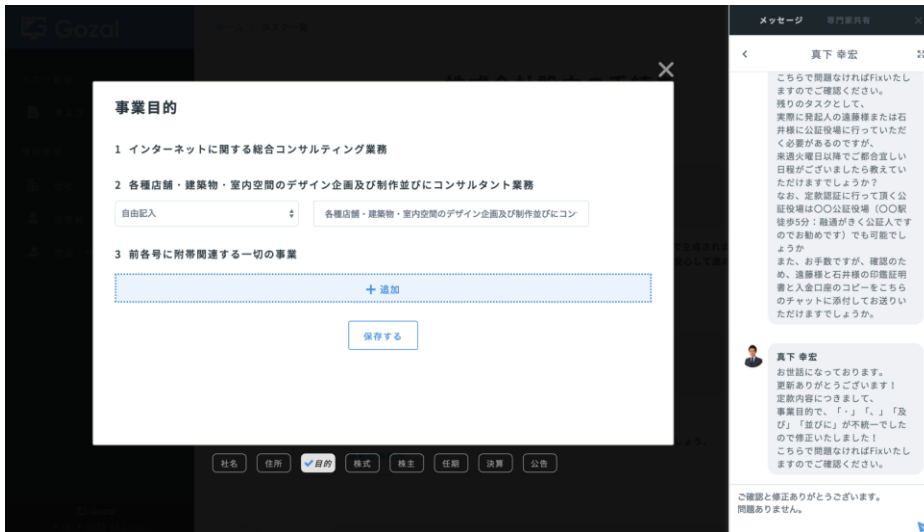 Gozal
ホーム / タスク一覧
メッセージ
専門家共有
真下 幸宏
事業目的
1 インターネットに関する総合コンサルティング業務
2 各種店舗・建築物・室内空間のデザイン企画及び制作並びにコンサルタント業務
自由記入
各種店舗・建築物・室内空間のデザイン企画及び制作並びにコン
3 前各号に附帯関連する一切の事業
+ 追加
保存する
社名
住所
目的
株式
株主
任期
決算
公告
こちらで問題なければFixいたし
ますのでご確認ください。
残りのタスクとして、
実際に発起人の遠藤様または石
井様に公証役場に行っていただ
く必要があるのですが、
来週火曜日以降でご都合宜しい
日程がございましたら教えてい
ただけますでしょうか？
なお、定款認証に行って頂く公
証役場は〇〇公証役場（〇〇駅
徒歩5分：融通がきく公証人です
のでお勧めです）でも可能でし
ょうか
また、お手数ですが、確認のた
め、遠藤様と石井様の印鑑証明
書と入金口座のコピーをこちら
のチャットに添付してお送りい
ただけますでしょうか。
真下 幸宏
お世話になっております。
更新ありがとうございます！
定款内容につきまして、
事業目的で、「・」「、」「及
び」「並びに」が不統一でした
ので修正いたしました！
こちらで問題なければFixいたし
ますのでご確認ください。
ご確認と修正ありがとうございます。
問題ありません。